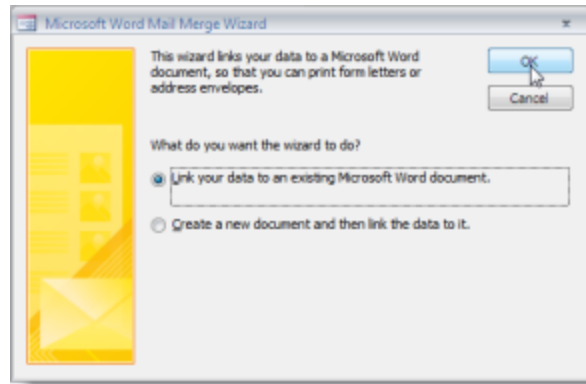 Microsoft Word Mail Merge Wizard
This wizard links your data to a Microsoft Word
document, so that you can print form letters or
address envelopes.
OK
Cancel
What do you want the wizard to do?
Link your data to an existing Microsoft Word document.
Create a new document and then link the data to it.